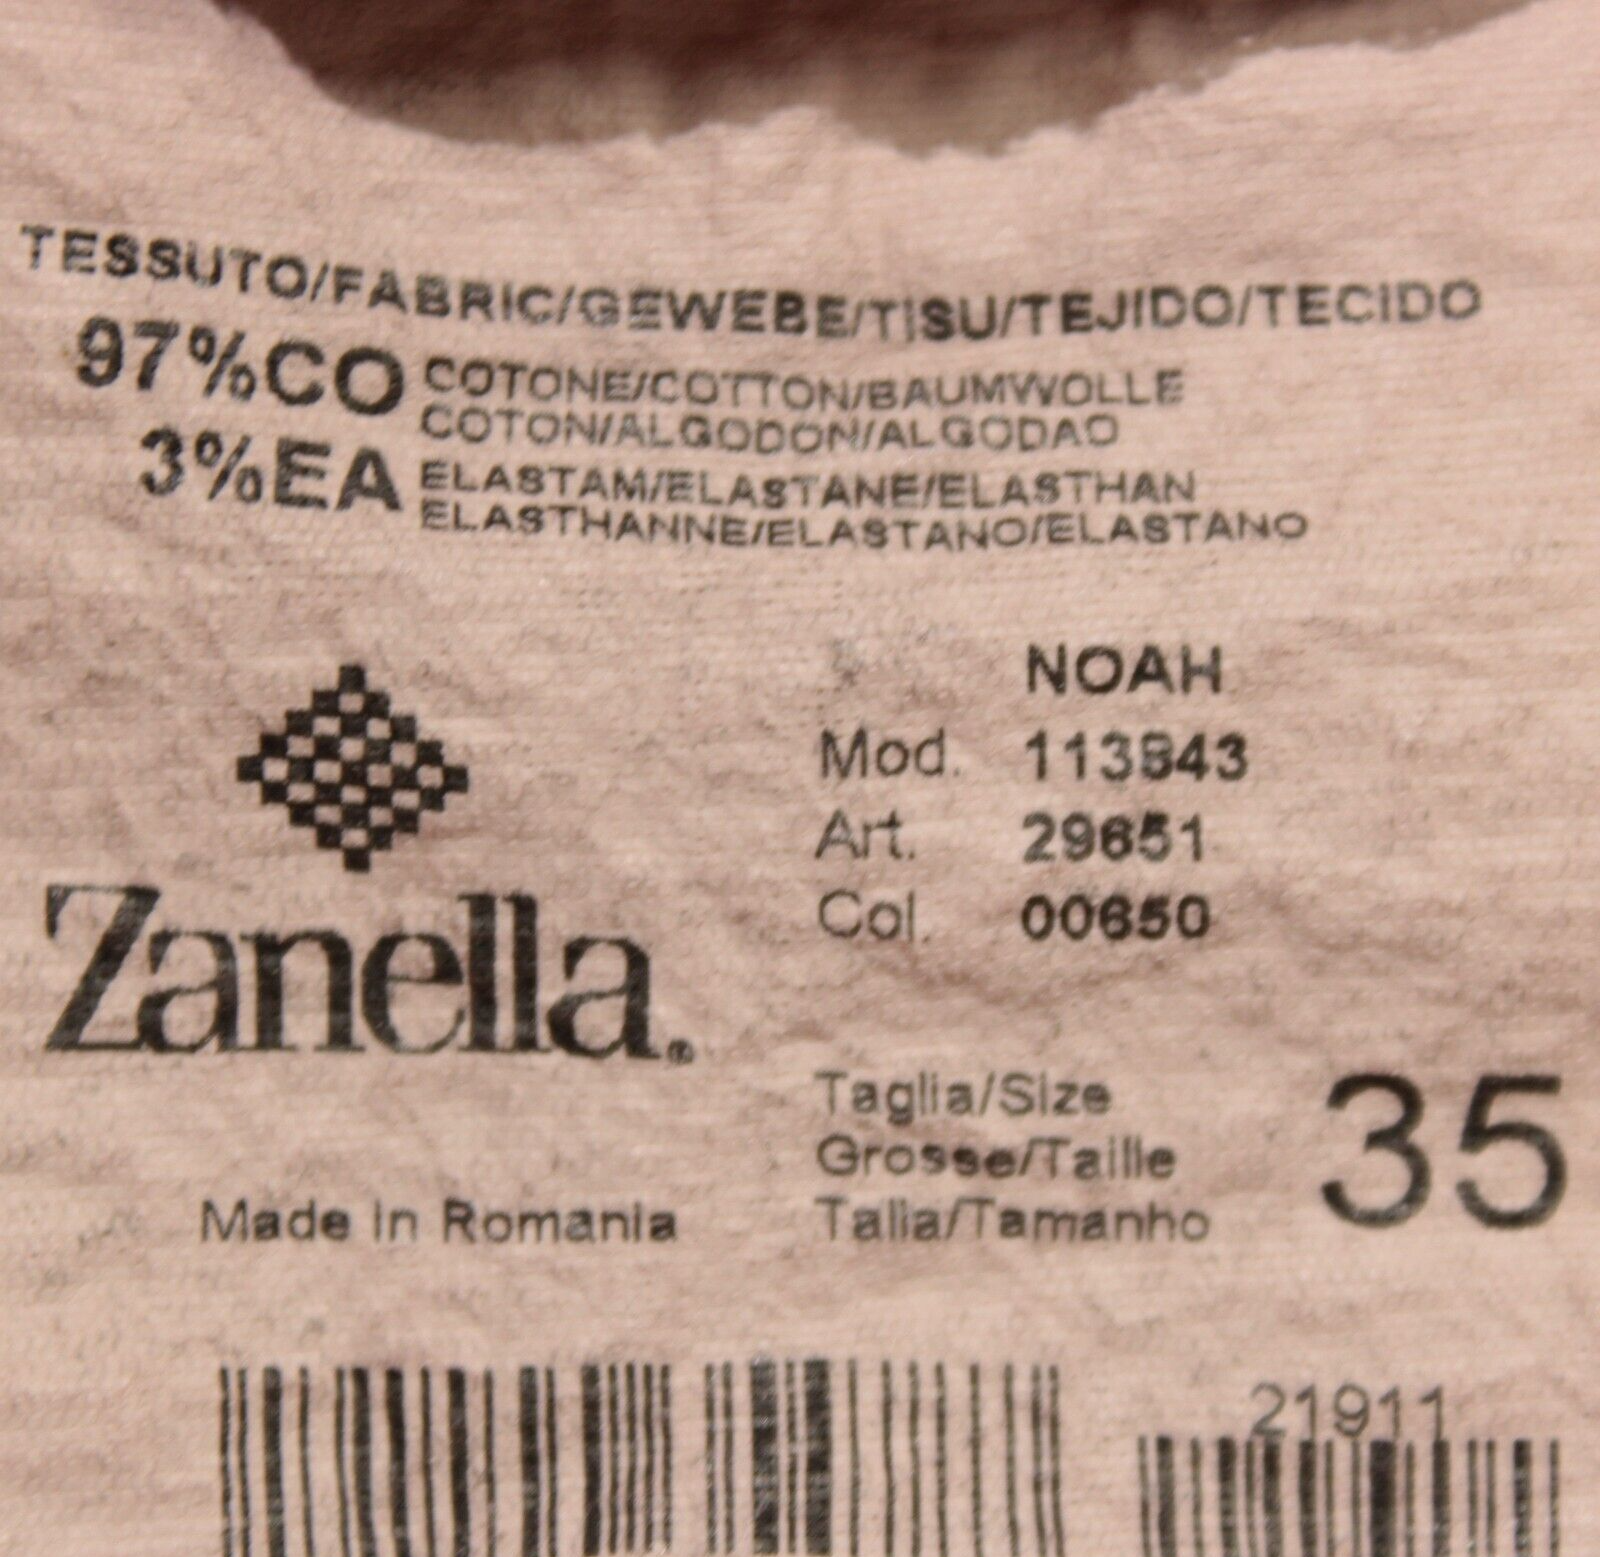 TESSUTO/FABRIC/GEWEBE/TISU/TEJIDO/TECIDO
97%CO COTONE/COTTON/BAUMWOLLE
COTON/ALGODON/ALGODAO
3%EA ELASTAM/ELASTANE/ELASTHAN
ELASTHANNE/ELASTANO/ELASTANO
NOAH
Mod. 113843
Art. 29651
Col. 00650
Zanella®
Taglia/Size
Grosse/Taille
Talla/Tamanho
35
Made in Romania
21911